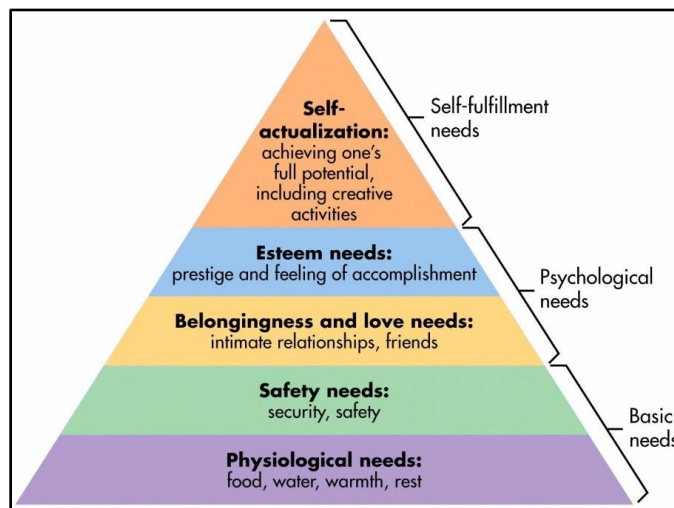 Self-
actualization:
achieving one's
full potential,
including creative
activities
Self-fulfillment
needs
Esteem needs:
prestige and feeling of accomplishment
Psychological
needs
Belongingness and love needs:
intimate relationships, friends
Safety needs:
security, safety
Basic
needs
Physiological needs:
food, water, warmth, rest